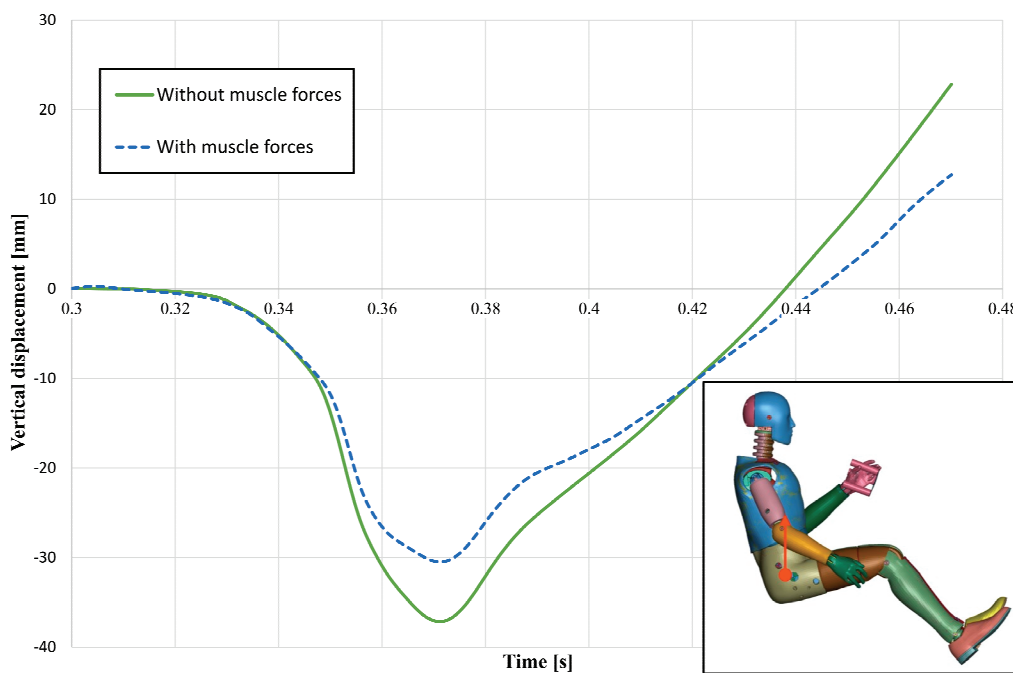 30
20
10
0
-10
-20
-30
-40
Vertical displacement [mm]
Without muscle forces
With muscle forces
0.3 0.32 0.34 0.36 0.38 0.4 0.42 0.44 0.46 0.48
Time [s]